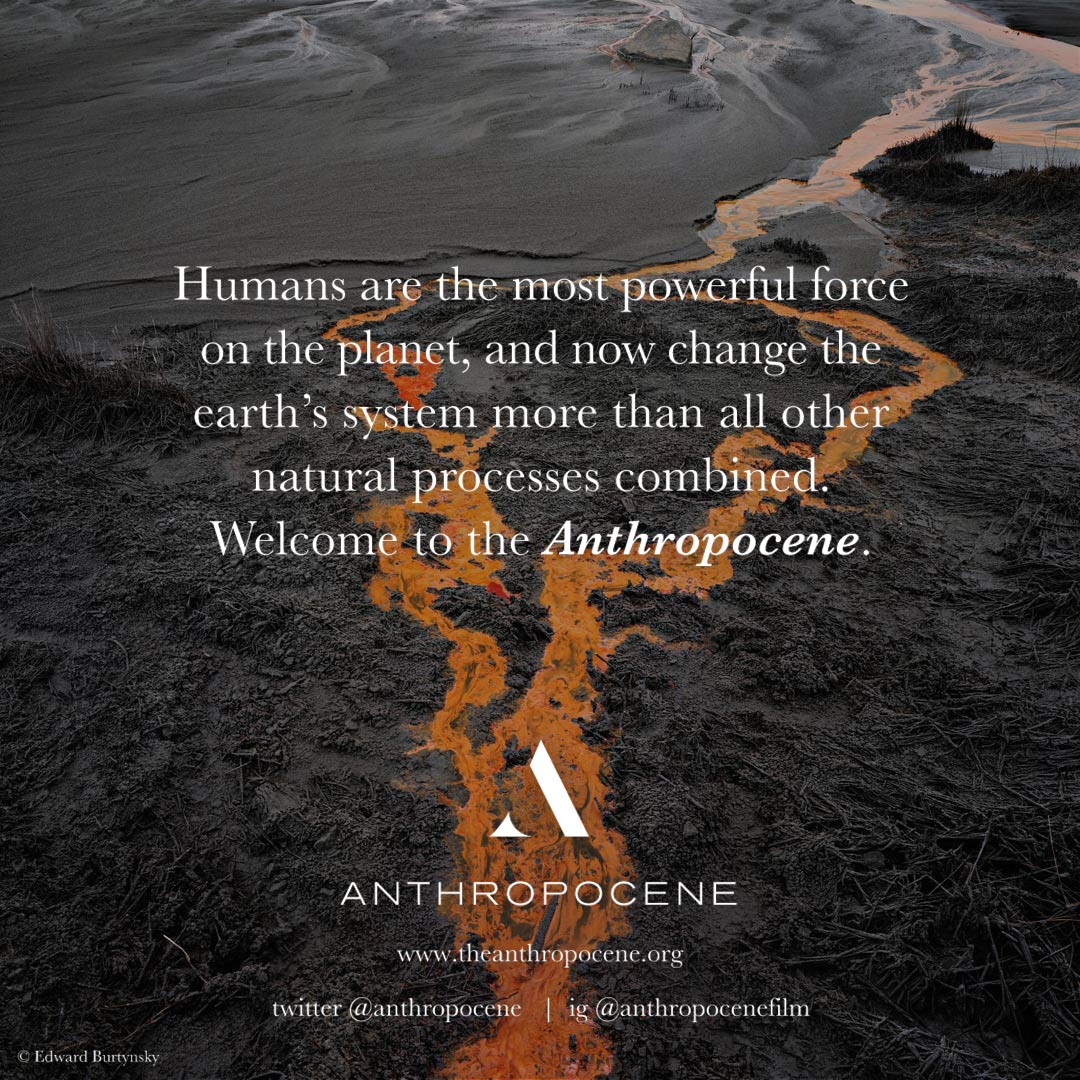 Humans are the most powerful force
on the planet, and now change the
earth’s system more than all other
natural processes combined.
Welcome to the Anthropocene.
ANTHROPOCENE
www.theanthropocene.org
twitter @anthropocene | ig @anthropocenefilm
© Edward Burtynsky